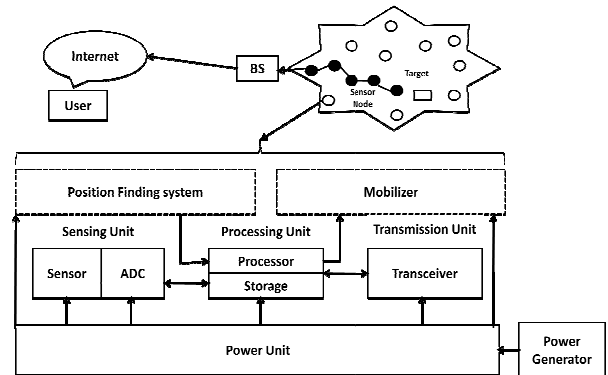 Internet
BS
Target
Sensor
Node
User
Position Finding system
Mobilizer
Sensing Unit
Processing Unit
Transmission Unit
Sensor
ADC
Processor
Storage
Transceiver
Power Unit
Power
Generator